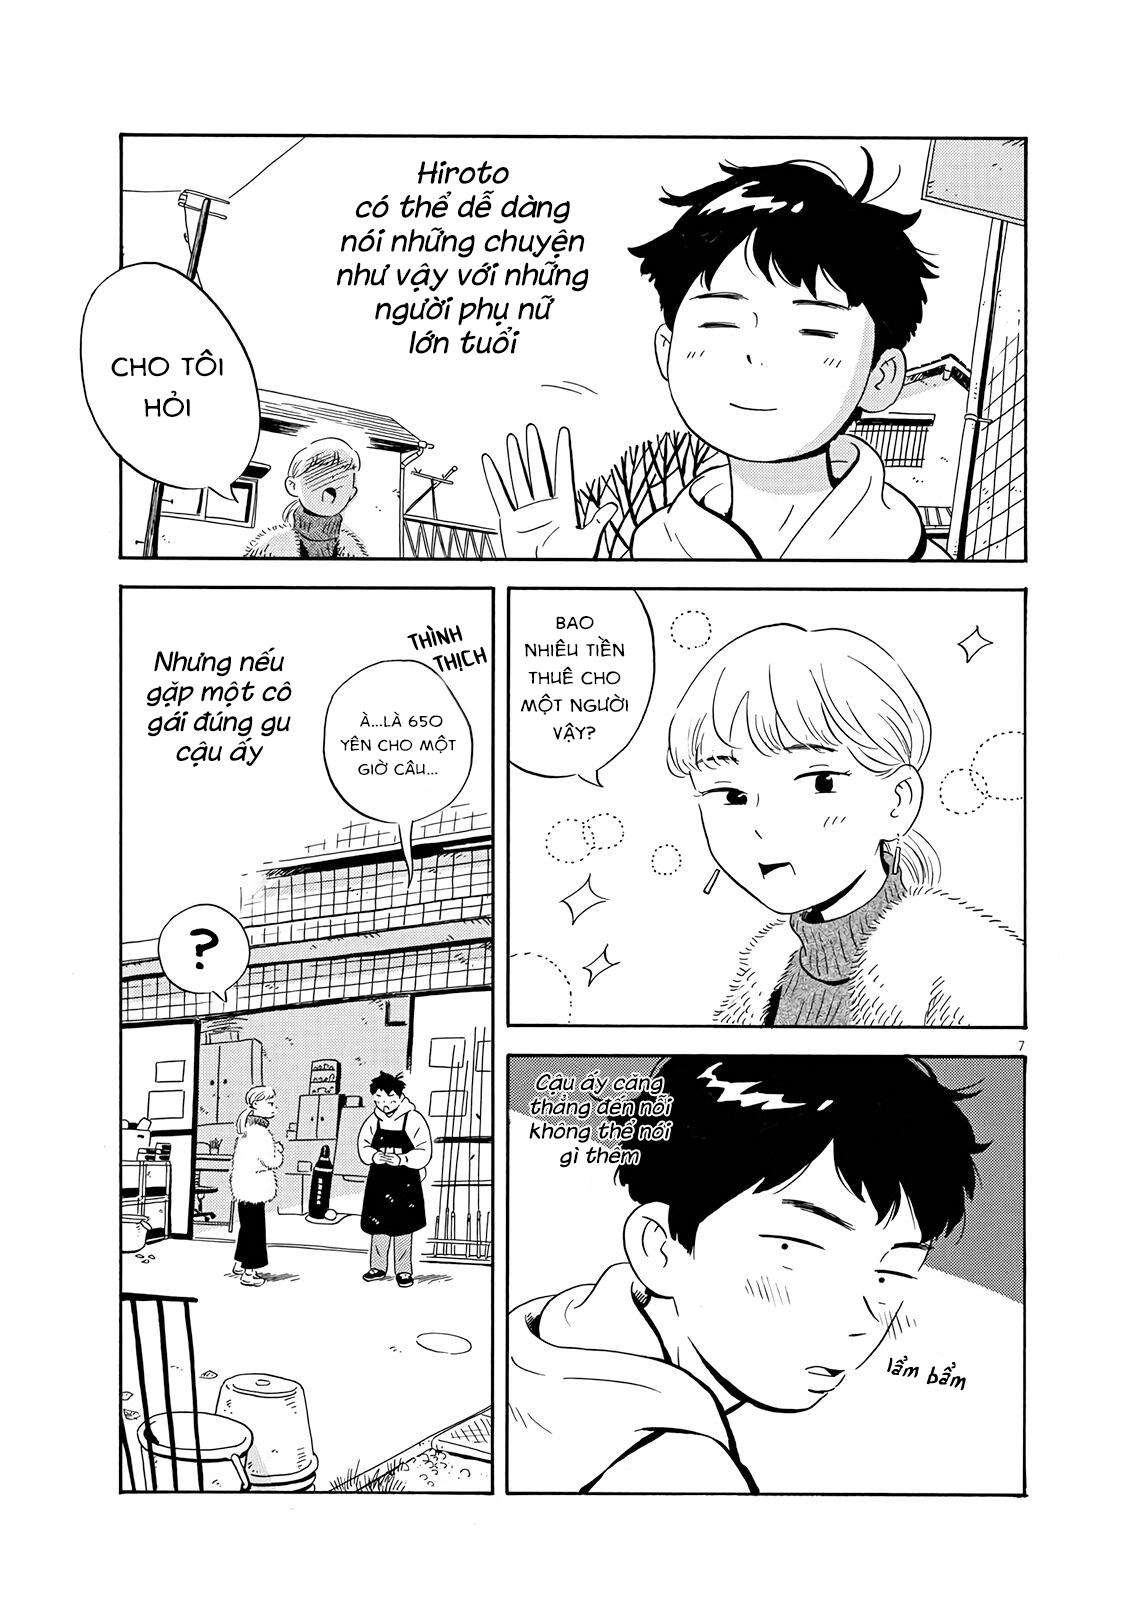 Hiroto
có thể dễ dàng
nói những chuyện
như vậy với những
người phụ nữ
lớn tuổi
CHO TÔI
HỎI
BAO
NHIÊU TIỀN
THUÊ CHO
MỘT NGƯỜI
VẬY?
THÌNH
THỊCH
Nhưng nếu
gặp một cô
gái đúng gu
cậu ấy
À...LÀ 650
YÊN CHO MỘT
GIỜ CÂU...
?
7
Cậu ấy căng
thẳng đến nỗi
không thể nói
gì thêm
lẩm bẩm